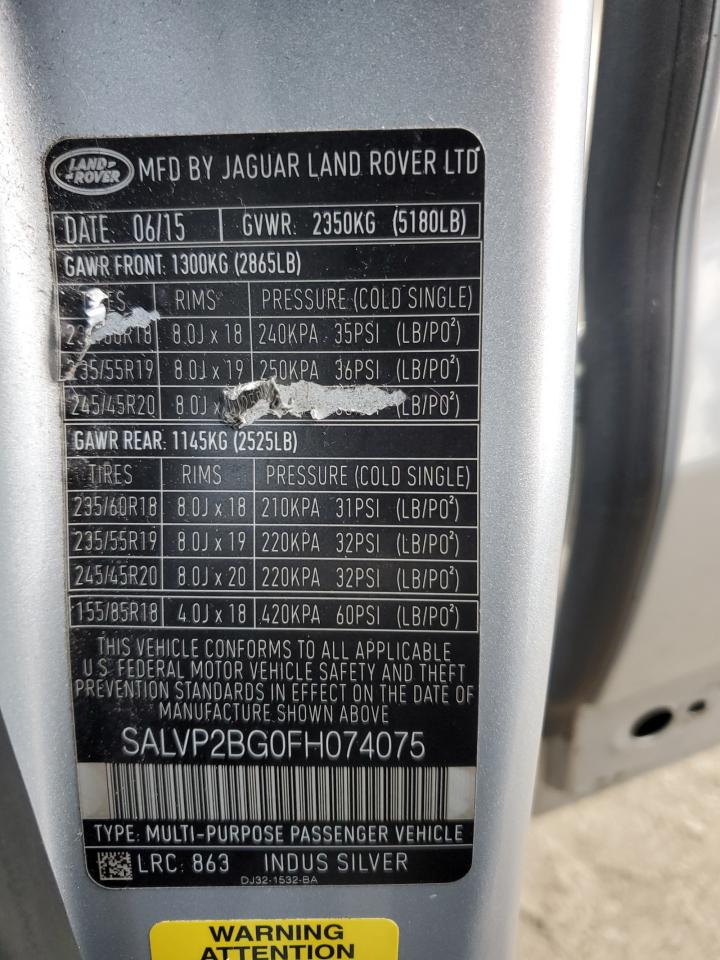 LAND-ROVER MFD BY JAGUAR LAND ROVER LTD
DATE: 06/15 GVWR: 2350KG (5180LB)
GAWR FRONT: 1300KG (2865LB)
TIRES RIMS PRESSURE (COLD SINGLE)
8.0J x 18 240KPA 35PSI (LB/PO²)
235/55R19 8.0J x 19 250KPA 36PSI (LB/PO²)
245/45R20 8.0J x (LB/PO²)
GAWR REAR: 1145KG (2525LB)
TIRES RIMS PRESSURE (COLD SINGLE)
235/60R18 8.0J x 18 210KPA 31PSI (LB/PO²)
235/55R19 8.0J x 19 220KPA 32PSI (LB/PO²)
245/45R20 8.0J x 20 220KPA 32PSI (LB/PO²)
155/85R18 4.0J x 18 420KPA 60PSI (LB/PO²)
THIS VEHICLE CONFORMS TO ALL APPLICABLE
U.S. FEDERAL MOTOR VEHICLE SAFETY AND THEFT
PREVENTION STANDARDS IN EFFECT ON THE DATE OF
MANUFACTURE SHOWN ABOVE
SALVP2BG0FH074075
TYPE: MULTI-PURPOSE PASSENGER VEHICLE
LRC: 863 INDUS SILVER
DJ32-1532-BA
WARNING
ATTENTION